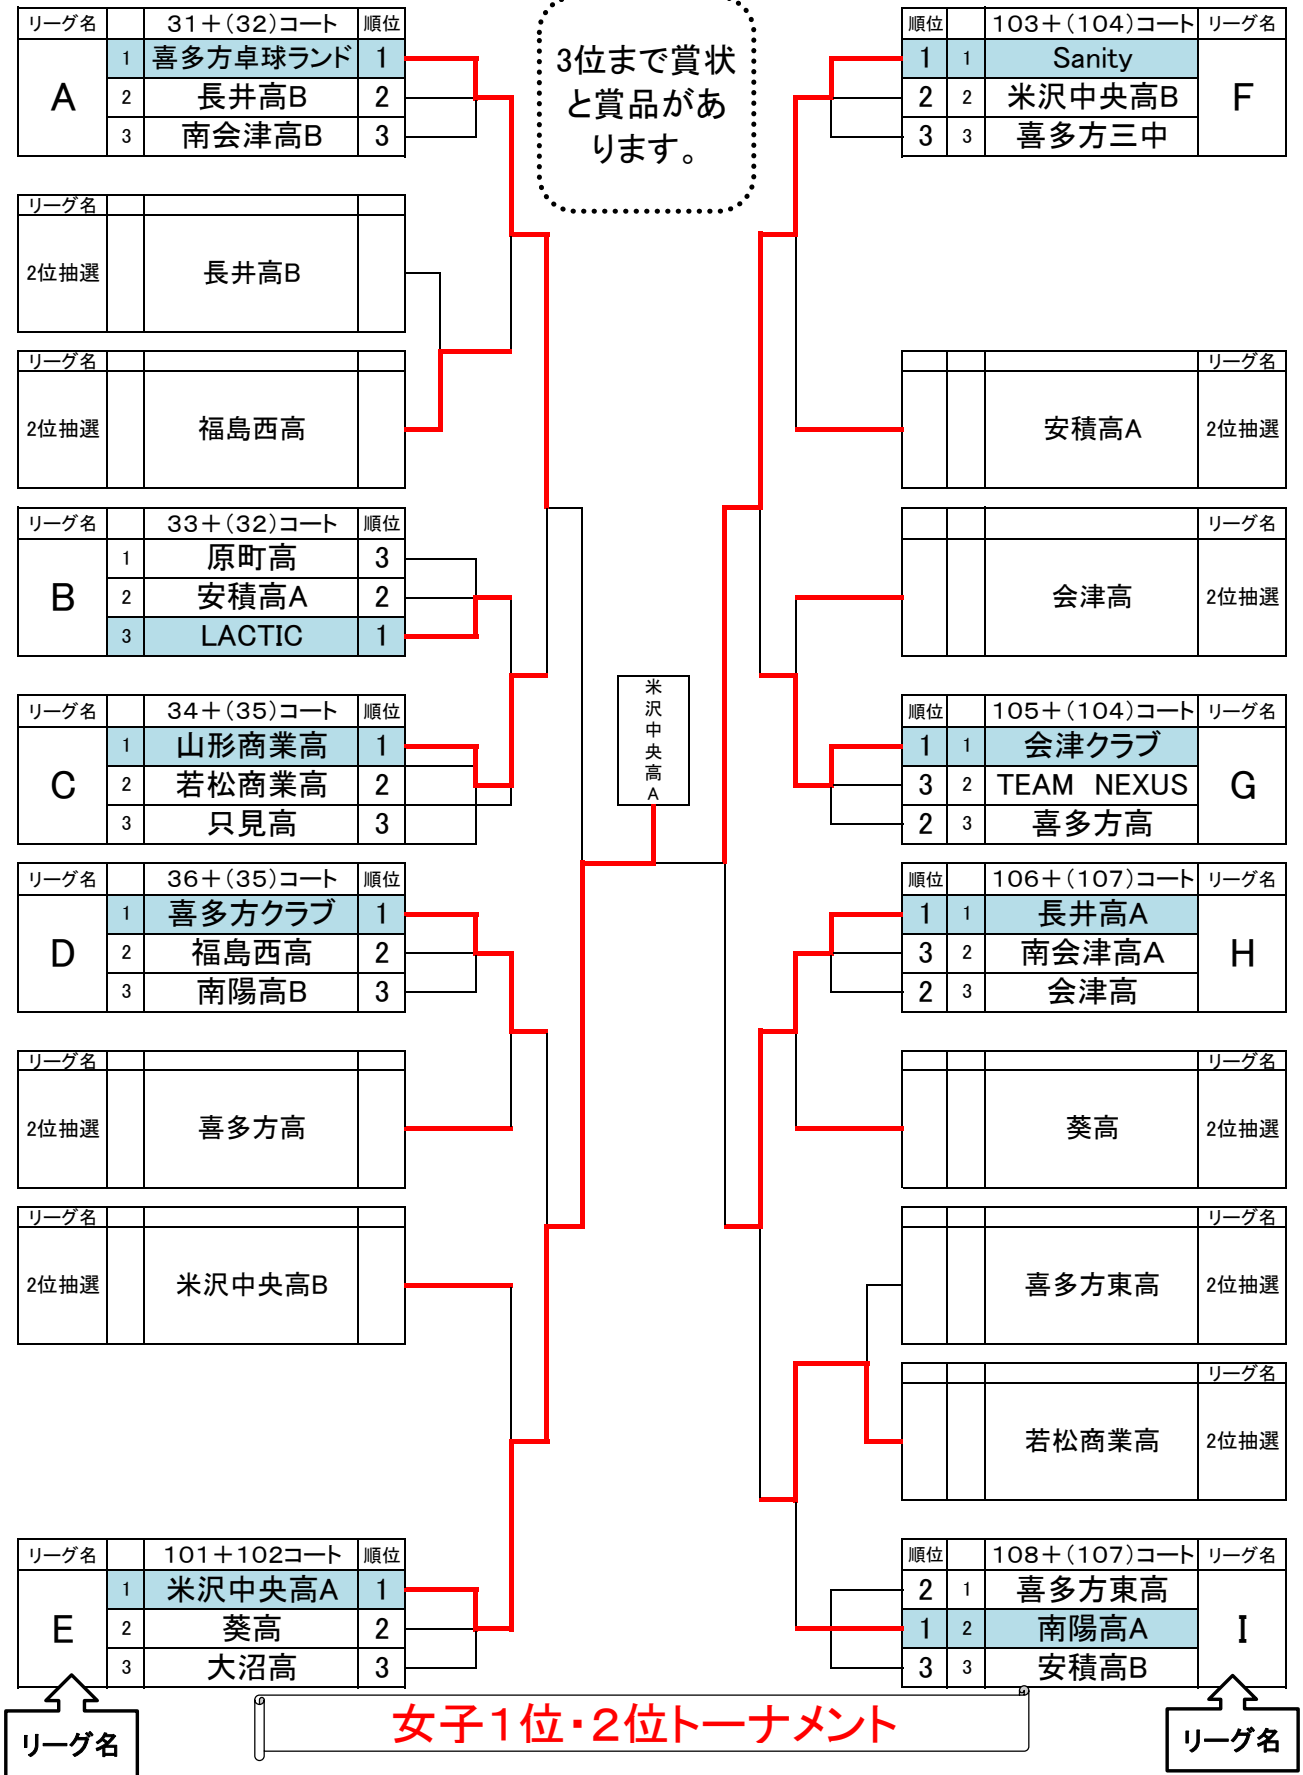 リーグ名 31＋(32)コート 順位
A
1 喜多方卓球ランド 1
2 長井高B 2
3 南会津高B 3
リーグ名
2位抽選 長井高B
リーグ名
2位抽選 福島西高
リーグ名 33＋(32)コート 順位
B
1 原町高 3
2 安積高A 2
3 LACTIC 1
リーグ名 34＋(35)コート 順位
C
1 山形商業高 1
2 若松商業高 2
3 只見高 3
リーグ名 36＋(35)コート 順位
D
1 喜多方クラブ 1
2 福島西高 2
3 南陽高B 3
リーグ名
2位抽選 喜多方高
リーグ名
2位抽選 米沢中央高B
リーグ名 101＋102コート 順位
E
1 米沢中央高A 1
2 葵高 2
3 大沼高 3
リーグ名
3位まで賞状
と賞品があ
ります。
米沢中央高A
順位 103＋(104)コート リーグ名
1 1 Sanity
2 2 米沢中央高B
3 3 喜多方三中
F
リーグ名
安積高A 2位抽選
リーグ名
会津高 2位抽選
順位 105＋(104)コート リーグ名
1 1 会津クラブ
3 2 TEAM NEXUS
2 3 喜多方高
G
順位 106＋(107)コート リーグ名
1 1 長井高A
3 2 南会津高A
2 3 会津高
H
リーグ名
葵高 2位抽選
リーグ名
喜多方東高 2位抽選
リーグ名
若松商業高 2位抽選
順位 108＋(107)コート リーグ名
2 1 喜多方東高
1 2 南陽高A
3 3 安積高B
I
リーグ名
女子1位・2位トーナメント